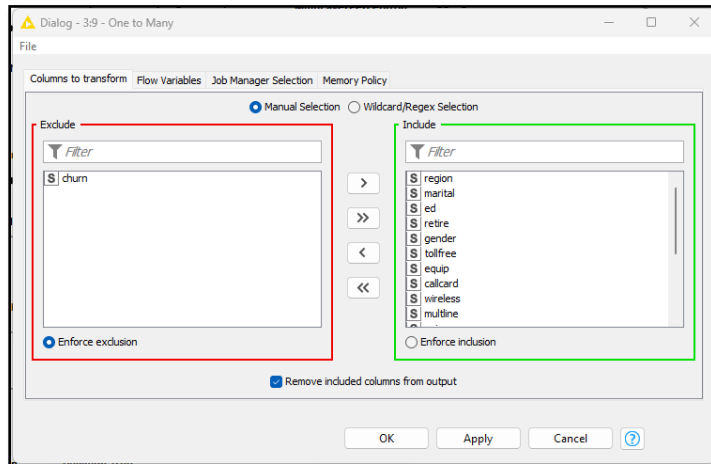 Dialog - 3:9 - One to Many
File
Columns to transform Flow Variables Job Manager Selection Memory Policy
Manual Selection Wildcard/Regex Selection
Exclude
Include
Filter
Filter
S churn
S region
S marital
S ed
S retire
S gender
S tollfree
S equip
S callcard
S wireless
S multline
>
>>
<
<<
Enforce exclusion
Enforce inclusion
Remove included columns from output
OK Apply Cancel ?